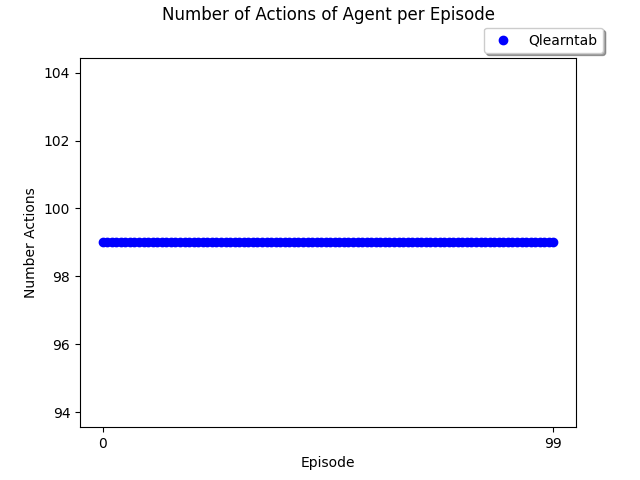 Number of Actions of Agent per Episode
Qlearntab
104
102
100
98
96
94
Number Actions
0
99
Episode